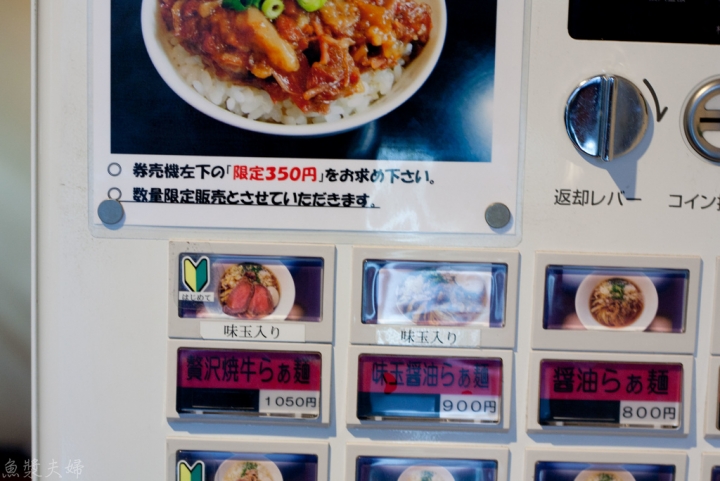 ○ 券売機左下の「限定350円」をお求め下さい。
○ 数量限定販売とさせていただきます。
返却レバー
コイン
はじめて
味玉入り
味玉入り
贅沢焼牛らぁ麺
1050円
味玉醤油らぁ麺
900円
醤油らぁ麺
800円
魚漿夫婦